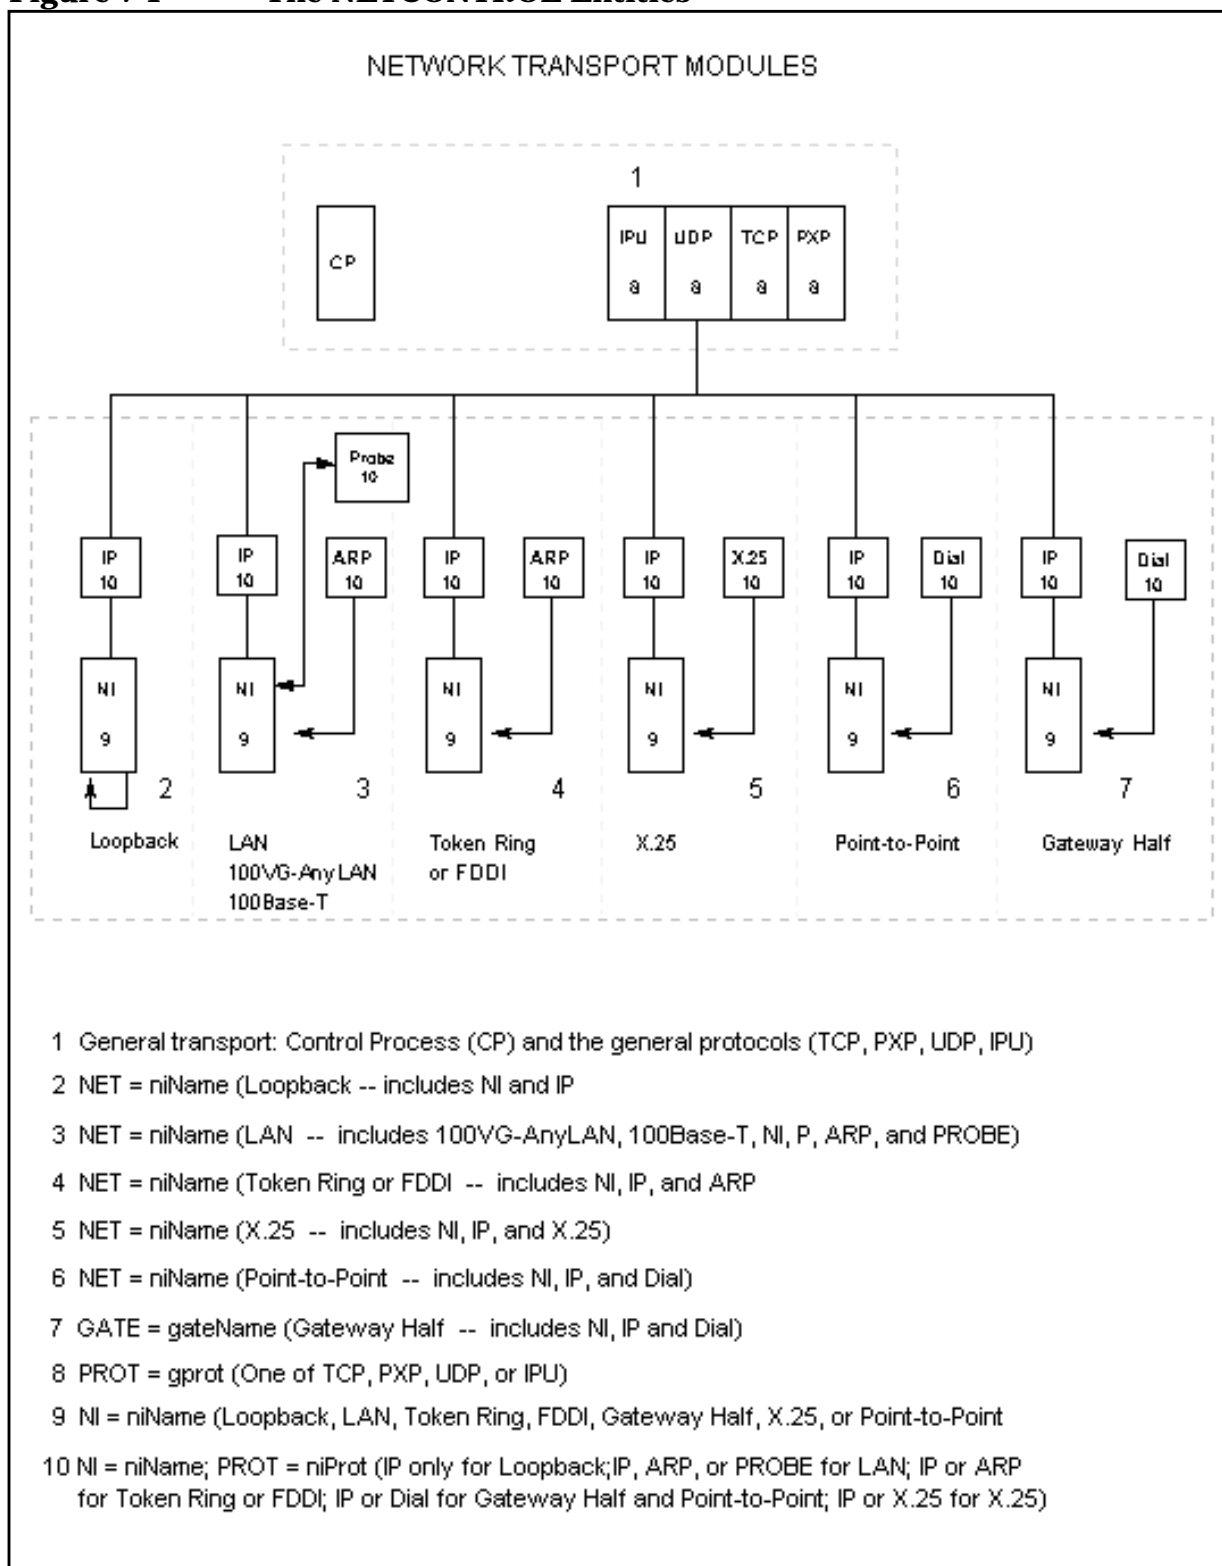 The NETCONTROL Entities
NETWORK TRANSPORT MODULES
1
IPU UDP TCP PXP
CP
8 8 8 8
Probe
10
IP IP ARP IP ARP IP X.25 IP Dial IP Dial
10 10 10 10 10 10 10 10 10 10 10
NI NI NI NI NI NI
9 9 9 9 9 9
2 3 4 5 6 7
Loopback LAN Token Ring X.25 Point-to-Point Gateway Half
100VG-AnyLAN or FDDI
100Base-T
1 General transport: Control Process (CP) and the general protocols (TCP, PXP, UDP, IPU)
2 NET = niName (Loopback -- includes NI and IP
3 NET = niName (LAN -- includes 100VG-AnyLAN, 100Base-T, NI, P, ARP, and PROBE)
4 NET = niName (Token Ring or FDDI -- includes NI, IP, and ARP
5 NET = niName (X.25 -- includes NI, IP, and X.25)
6 NET = niName (Point-to-Point -- includes NI, IP, and Dial)
7 GATE = gateName (Gateway Half -- includes NI, IP and Dial)
8 PROT = gprot (One of TCP, PXP, UDP, or IPU)
9 NI = niName (Loopback, LAN, Token Ring, FDDI, Gateway Half, X.25, or Point-to-Point
10 NI = niName; PROT = niProt (IP only for Loopback;IP, ARP, or PROBE for LAN; IP or ARP
for Token Ring or FDDI; IP or Dial for Gateway Half and Point-to-Point; IP or X.25 for X.25)